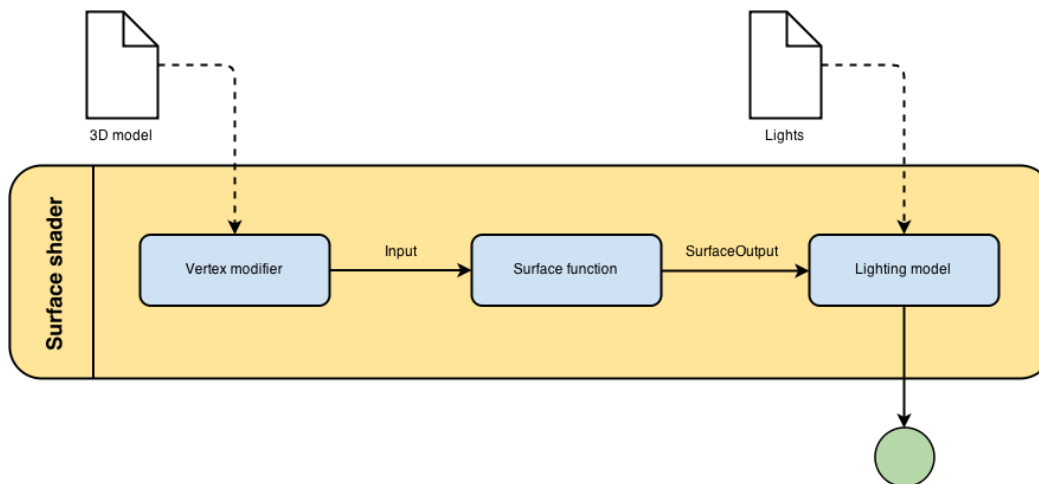 3D model
Lights
Surface shader
Vertex modifier
Input
Surface function
SurfaceOutput
Lighting model